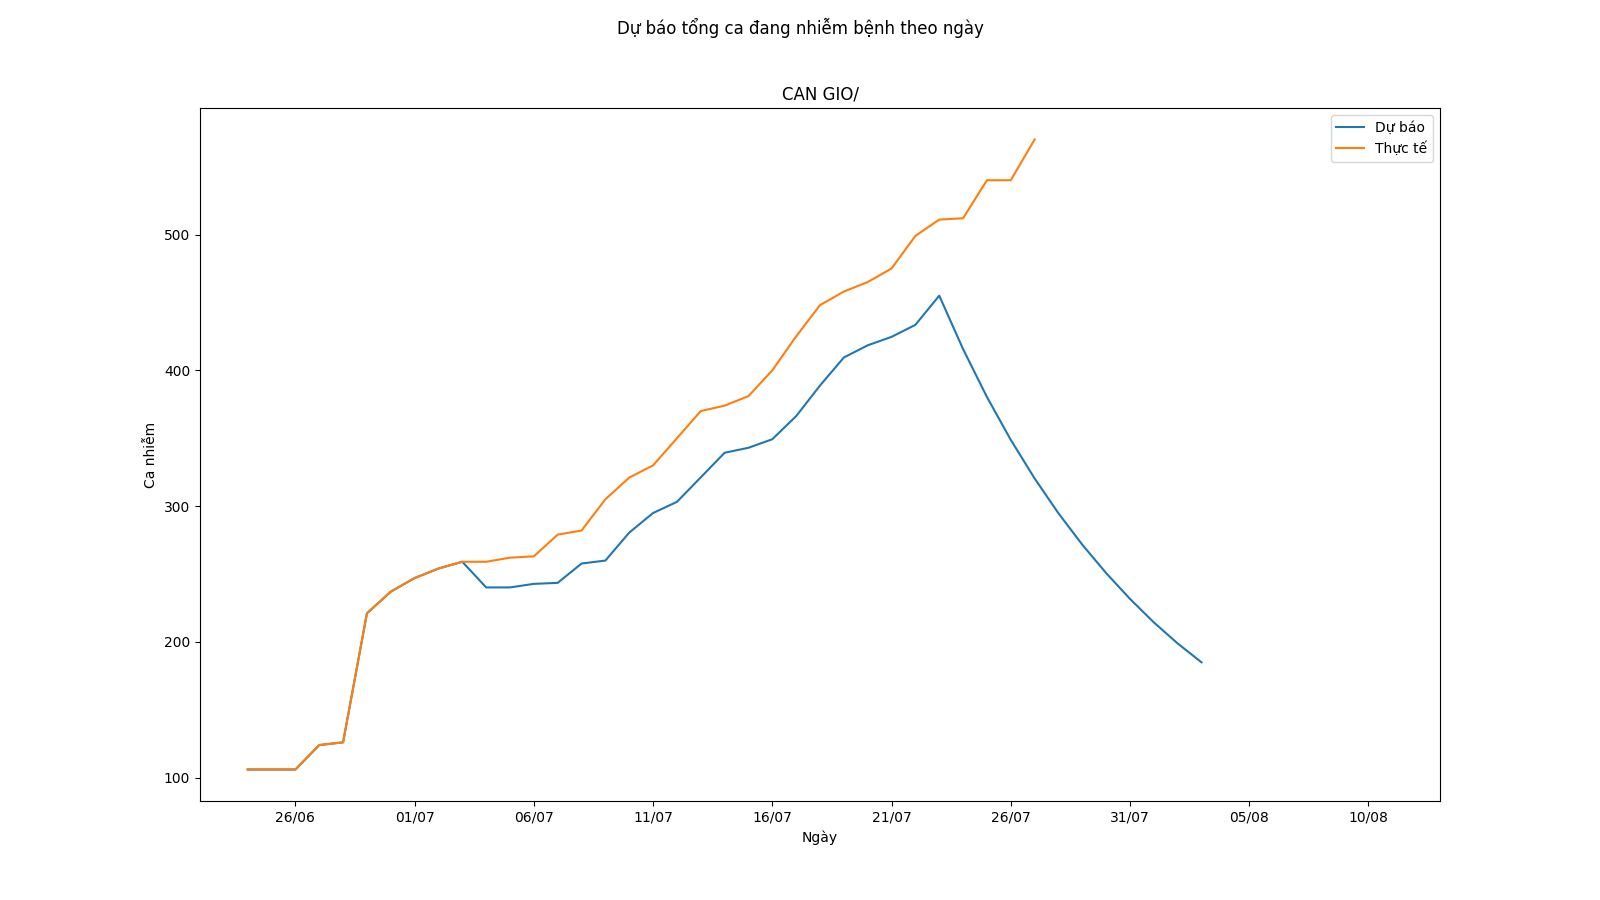 Dự báo tổng ca đang nhiễm bệnh theo ngày
CAN GIO/
Dự báo
Thực tế
500
400
300
200
100
Ca nhiễm
26/06 01/07 06/07 11/07 16/07 21/07 26/07 31/07 05/08 10/08
Ngày